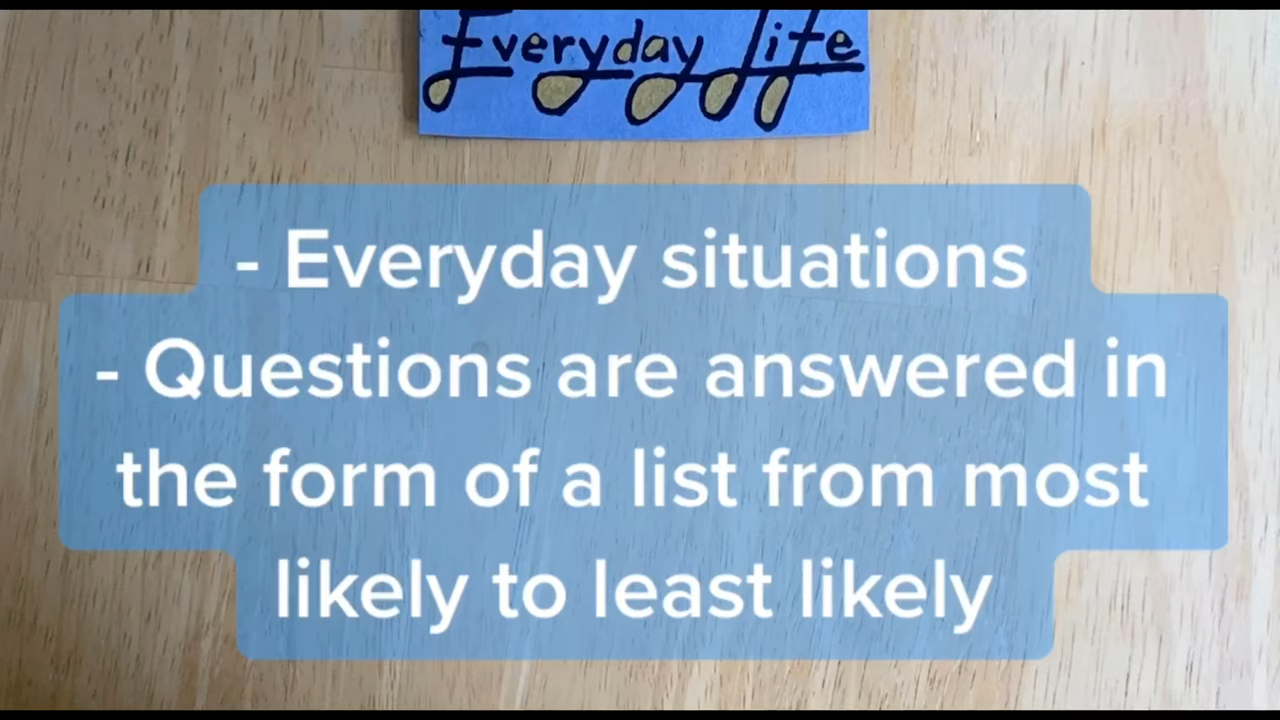 Everyday life
- Everyday situations
- Questions are answered in
the form of a list from most
likely to least likely